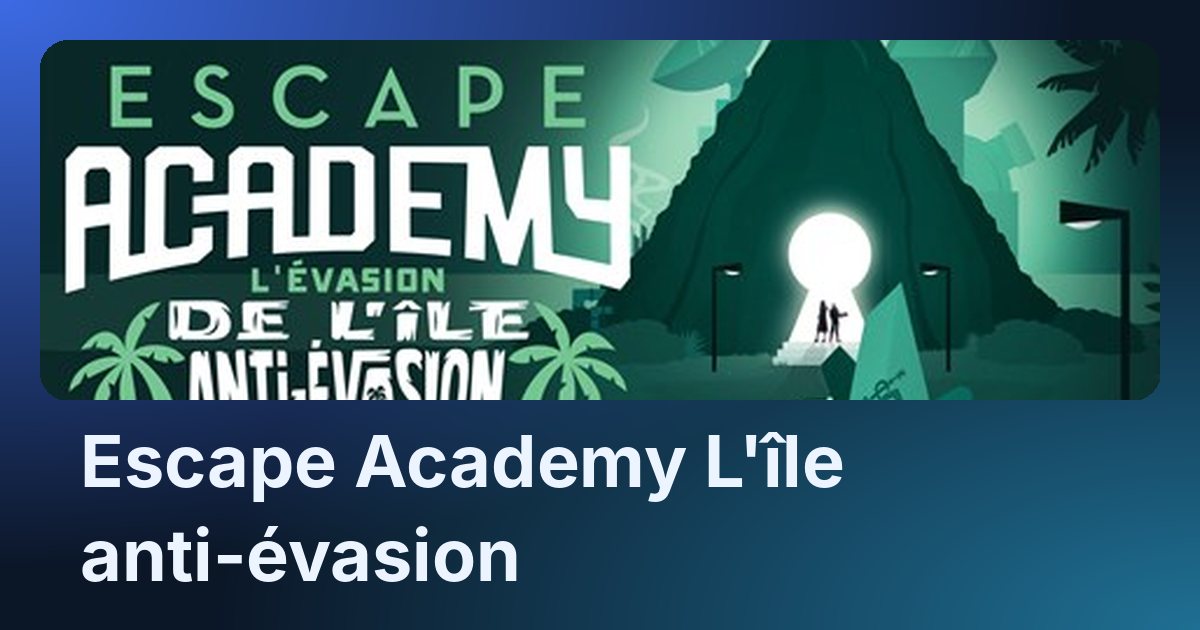 ESCAPE
ACADEMY
L'ÉVASION
DE L'ÎLE
ANTI-ÉVASION
Escape Academy L'île
anti-évasion